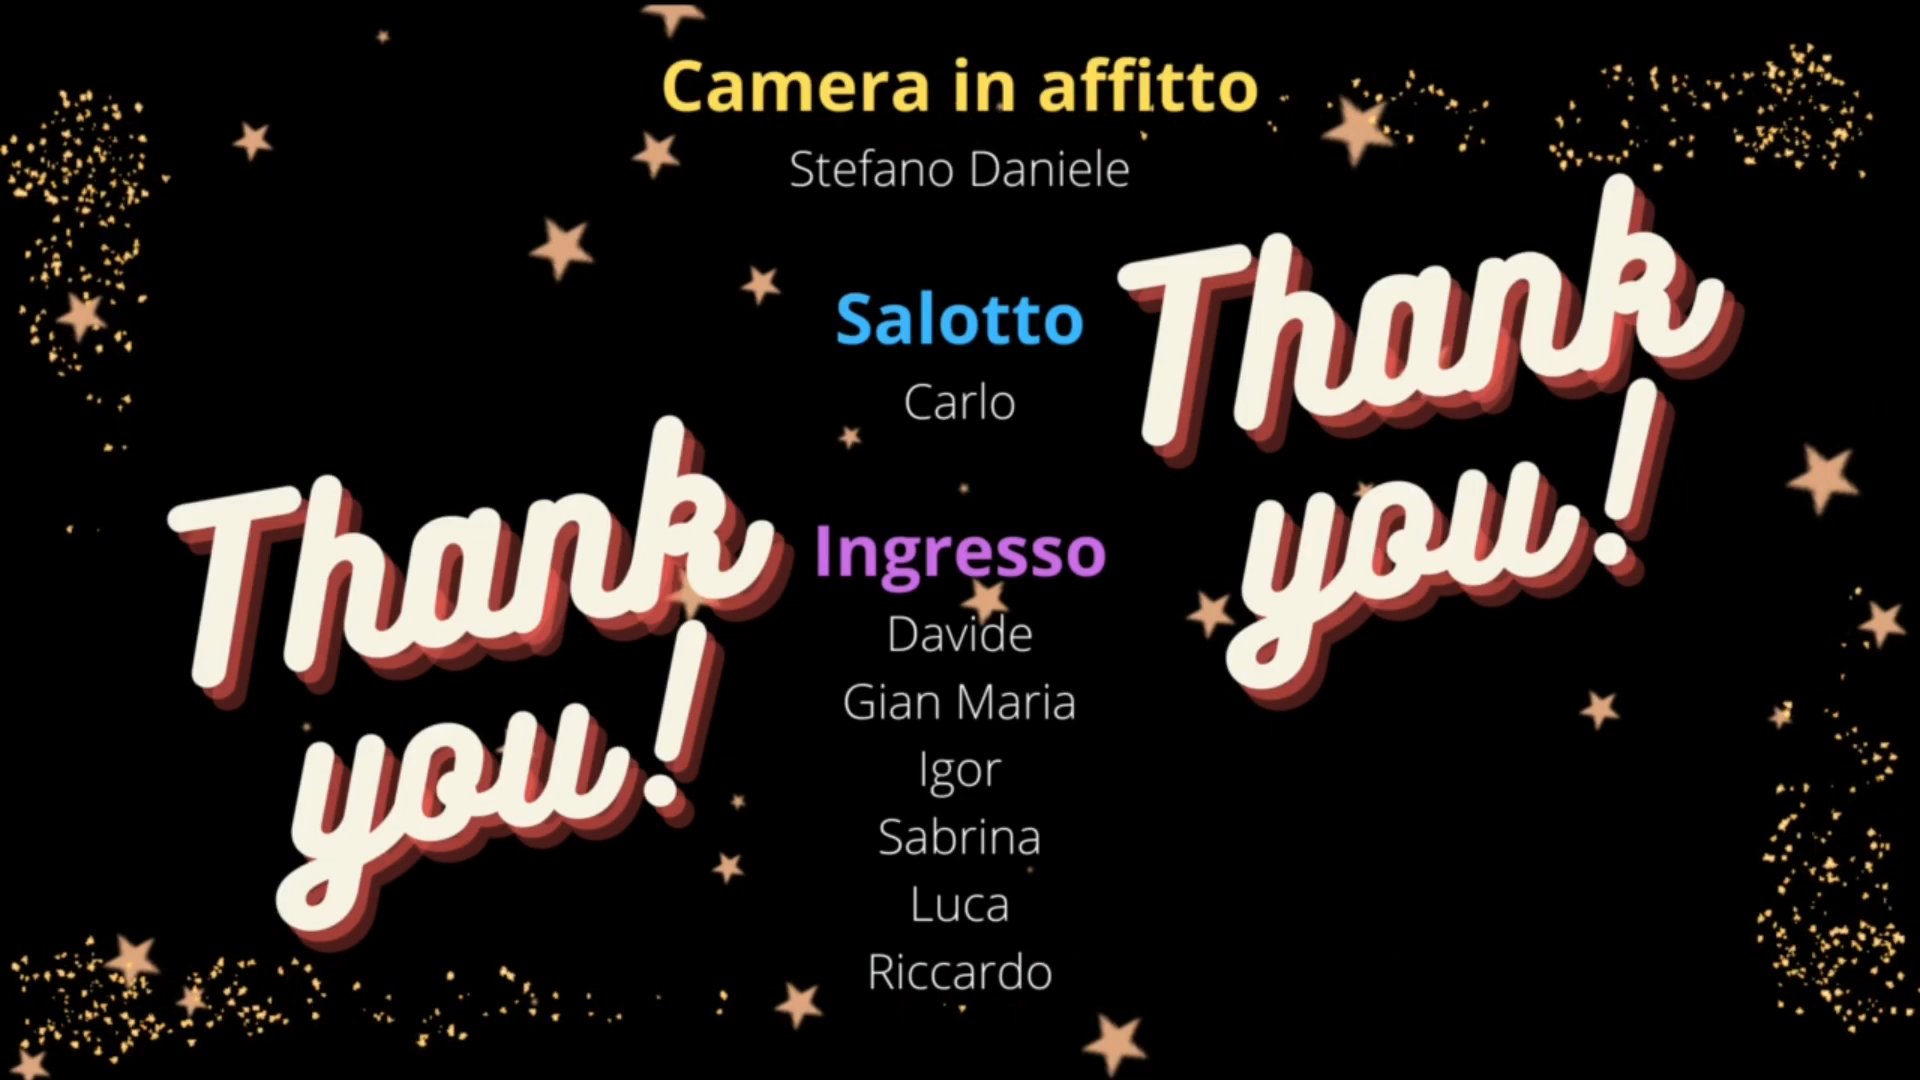 Camera in affitto
Stefano Daniele
Salotto
Carlo
Ingresso
Davide
Gian Maria
Igor
Sabrina
Luca
Riccardo
Thank
you!
Thank
you!